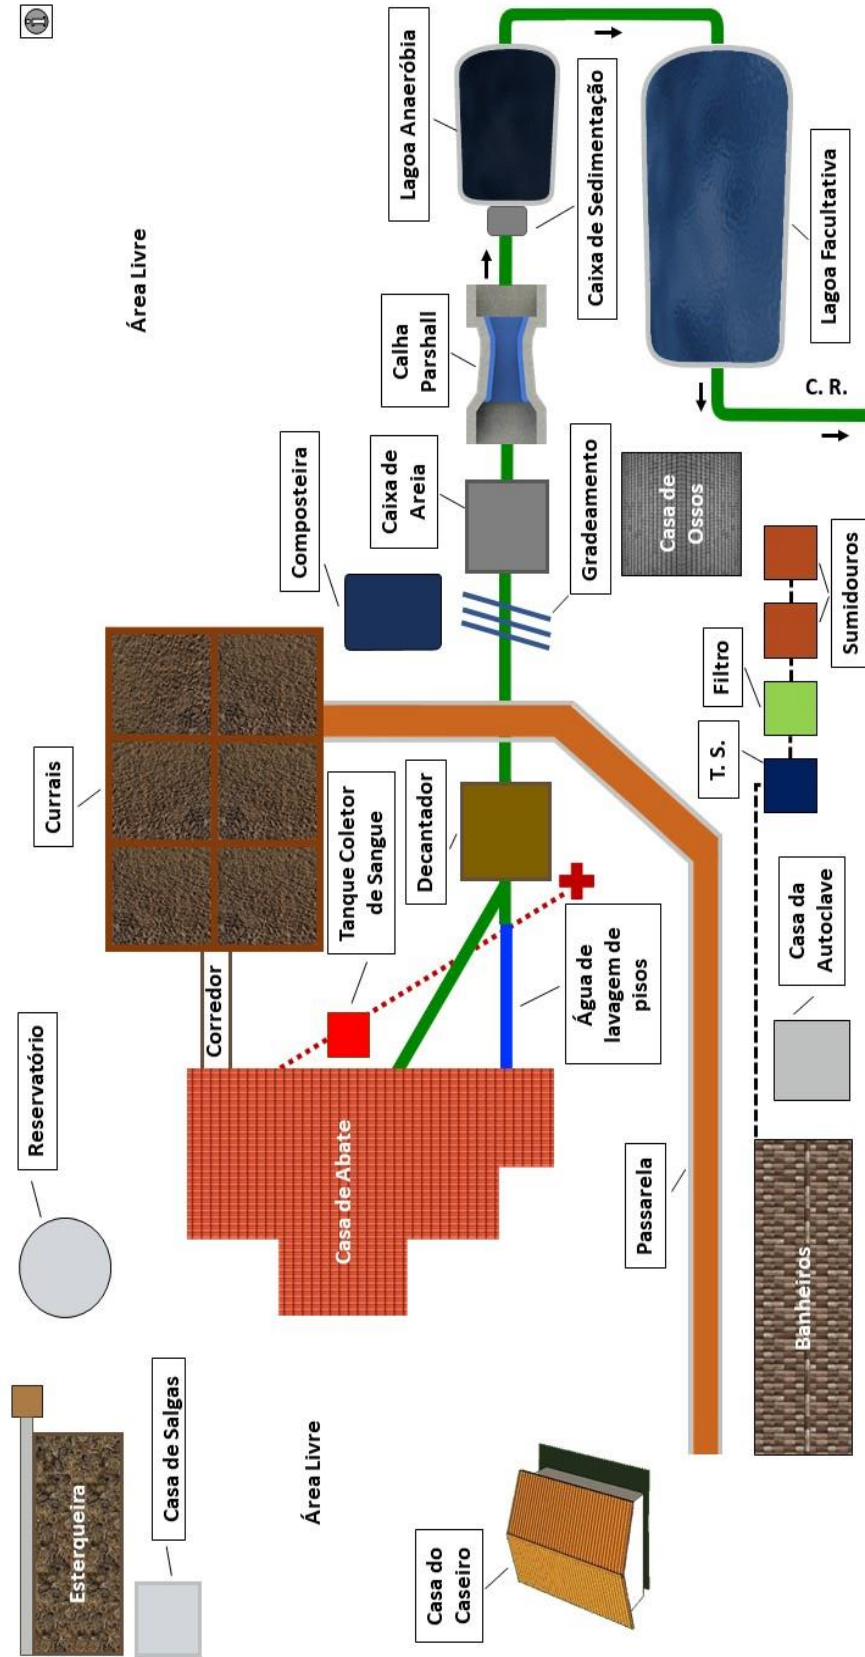 Esterqueira
Reservatório
Casa de Salgas
Currais
Área Livre
Corredor
Composteira
Área Livre
Casa de Abate
Tanque Coletor
de Sangue
Calha
Parshall
Lagoa Anaeróbia
Caixa de
Areia
Decantador
Casa do
Caseiro
Água de
lavagem de
pisos
Gradeamento
Caixa de Sedimentação
Passarela
Casa de
Ossos
T. S.
Filtro
Banheiros
Casa da
Autoclave
Sumidouros
C. R.
Lagoa Facultativa